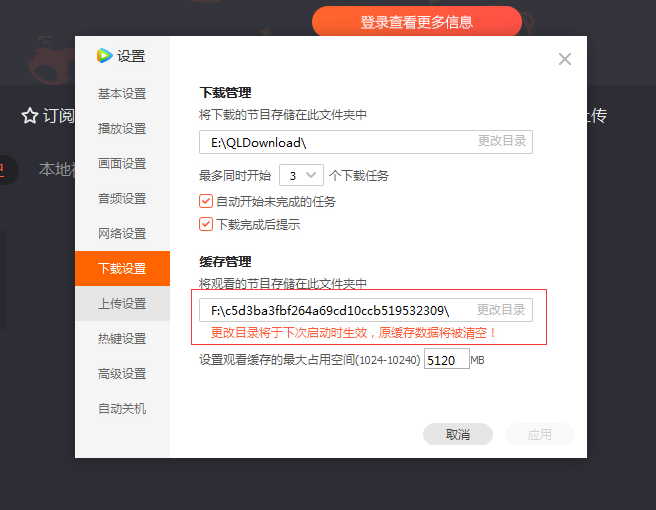 登录查看更多信息
设置
订阅
上传
本地视
基本设置
播放设置
画面设置
音频设置
网络设置
下载设置
上传设置
热键设置
高级设置
自动关机
下载管理
将下载的节目存储在此文件夹中
E:\QLDownload\ 更改目录
最多同时开始 3 个下载任务
自动开始未完成的任务
下载完成后提示
缓存管理
将观看的节目存储在此文件夹中
F:\c5d3ba3fbf264a69cd10ccb519532309\ 更改目录
更改目录将于下次启动时生效，原缓存数据将被清空！
设置观看缓存的最大占用空间(1024-10240) 5120 MB
取消 应用